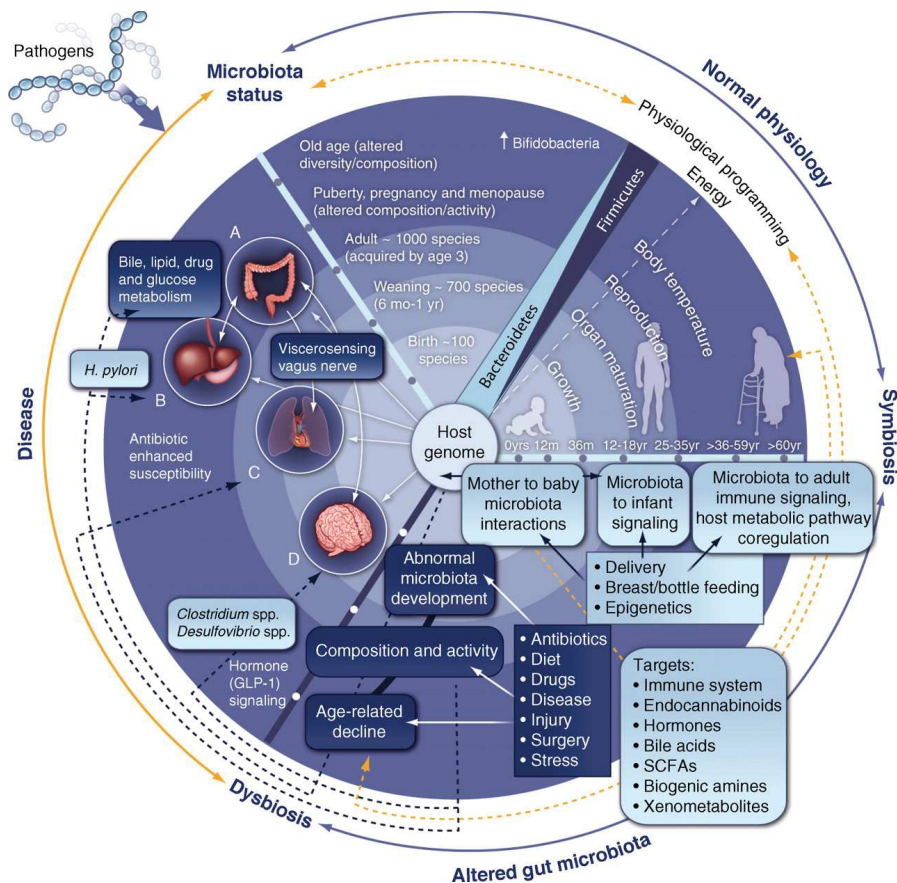 Pathogens
Microbiota
status
Normal physiology
Physiological programming
Energy
Old age (altered
diversity/composition)
↑ Bifidobacteria
Puberty, pregnancy and menopause
(altered composition/activity)
Adult ~ 1000 species
(acquired by age 3)
Weaning ~ 700 species
(6 mo-1 yr)
Birth ~100
species
Bacteroidetes
Firmicutes
Body temperature
Reproduction
Organ maturation
Growth
A
Bile, lipid, drug
and glucose
metabolism
Viscerosensing
vagus nerve
H. pylori
B
Disease
Antibiotic
enhanced
susceptibility
C
D
Host
genome
0yrs 12m 36m 12-18yr 25-35yr >36-59yr >60yr
Symbiosis
Mother to baby
microbiota
interactions
Microbiota
to infant
signaling
Microbiota to adult
immune signaling,
host metabolic pathway
coregulation
• Delivery
• Breast/bottle feeding
• Epigenetics
Abnormal
microbiota
development
Clostridium spp.
Desulfovibrio spp.
Composition and activity
Hormone
(GLP-1)
signaling
Age-related
decline
• Antibiotics
• Diet
• Drugs
• Disease
• Injury
• Surgery
• Stress
Targets:
• Immune system
• Endocannabinoids
• Hormones
• Bile acids
• SCFAs
• Biogenic amines
• Xenometabolites
Dysbiosis
Altered gut microbiota